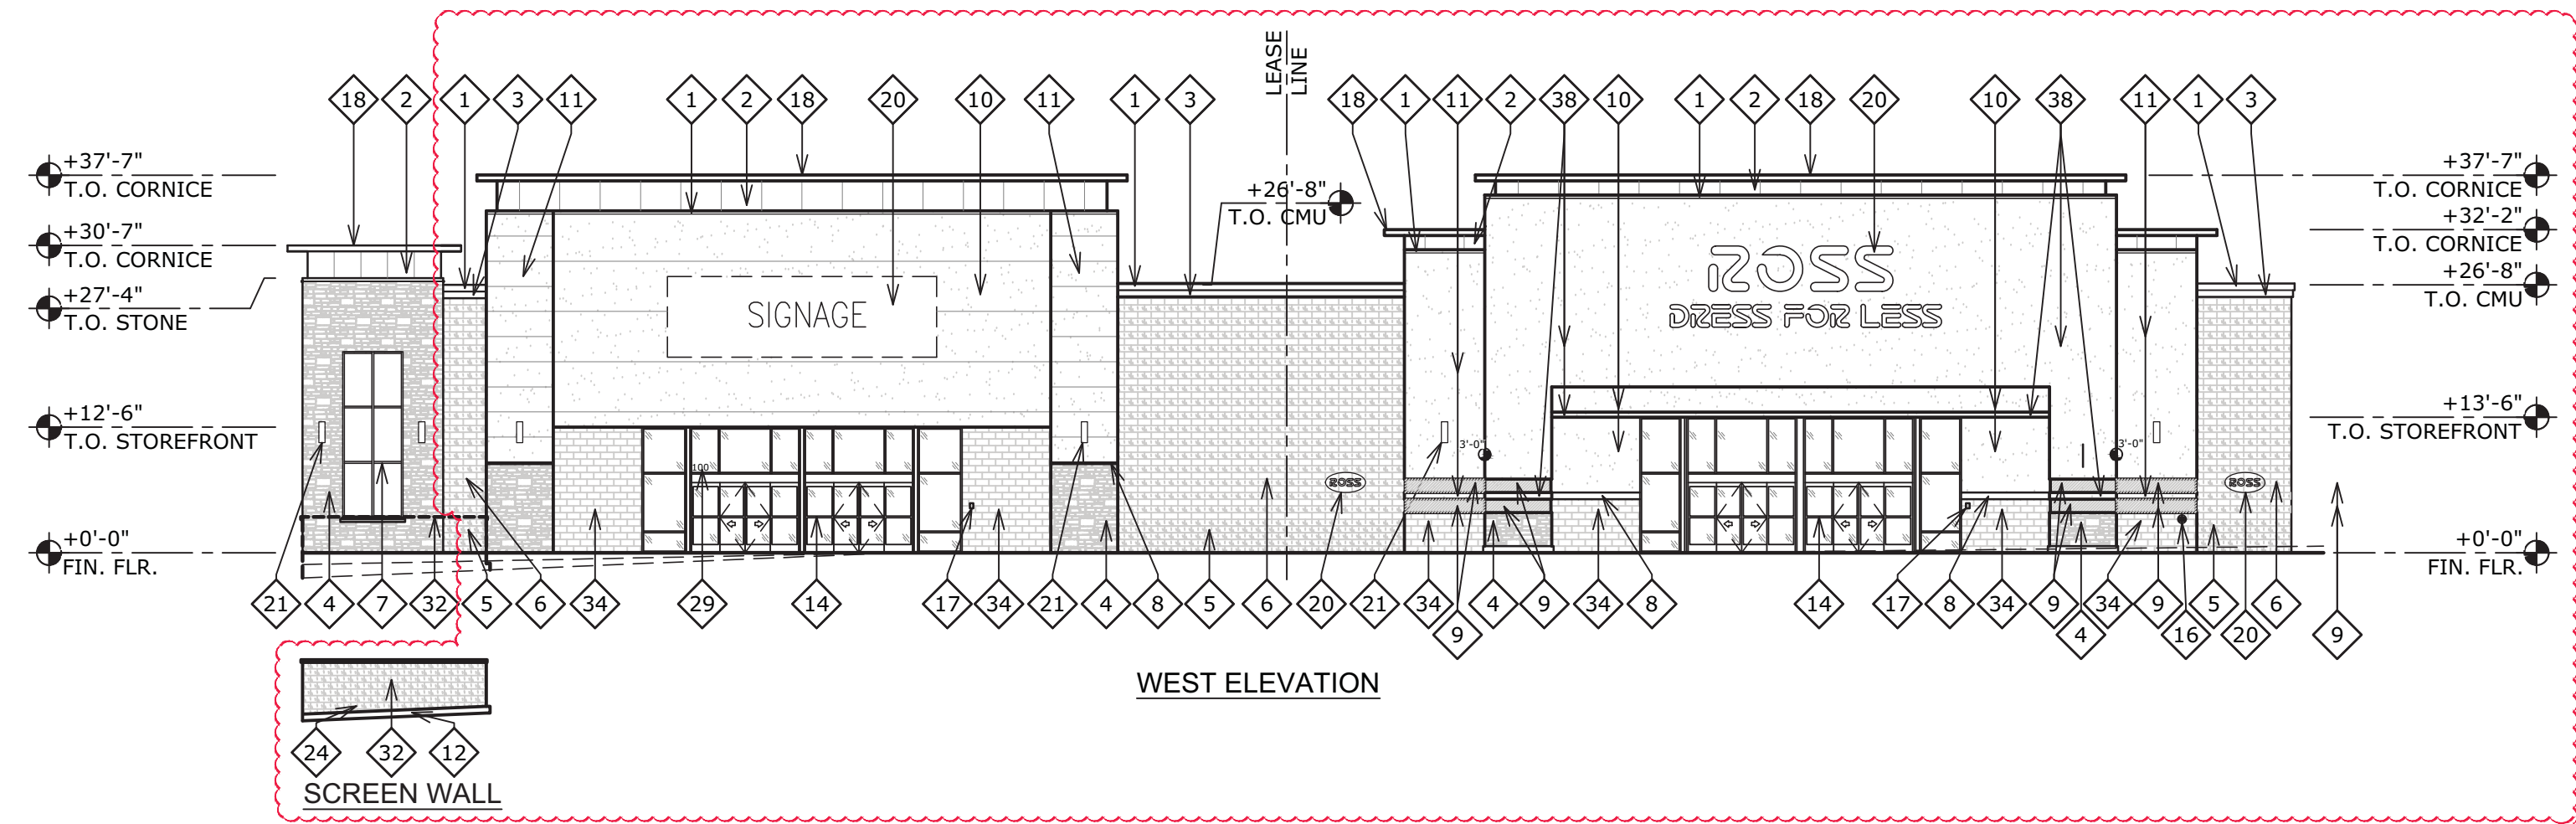 LEASE
LINE
18 2 1 3 11 1 2 18 20 10 11 1 3 18 1 11 2 38 10 1 2 18 20 10 38 11 1 3
+37'-7"
T.O. CORNICE
+30'-7"
T.O. CORNICE
+27'-4"
T.O. STONE
+12'-6"
T.O. STOREFRONT
+0'-0"
FIN. FLR.
SIGNAGE
100
+26'-8"
T.O. CMU
ROSS
DRESS FOR LESS
3'-0"
3'-0"
ROSS
ROSS
+37'-7"
T.O. CORNICE
+32'-2"
T.O. CORNICE
+26'-8"
T.O. CMU
+13'-6"
T.O. STOREFRONT
+0'-0"
FIN. FLR.
21 4 7 32 5 6 34 29 14 17 34 21 4 8 5 6 20 21 34 4 9 34 8 14 17 8 34 9 34 9 5 20 6
9 4 16 9
WEST ELEVATION
24 32 12
SCREEN WALL